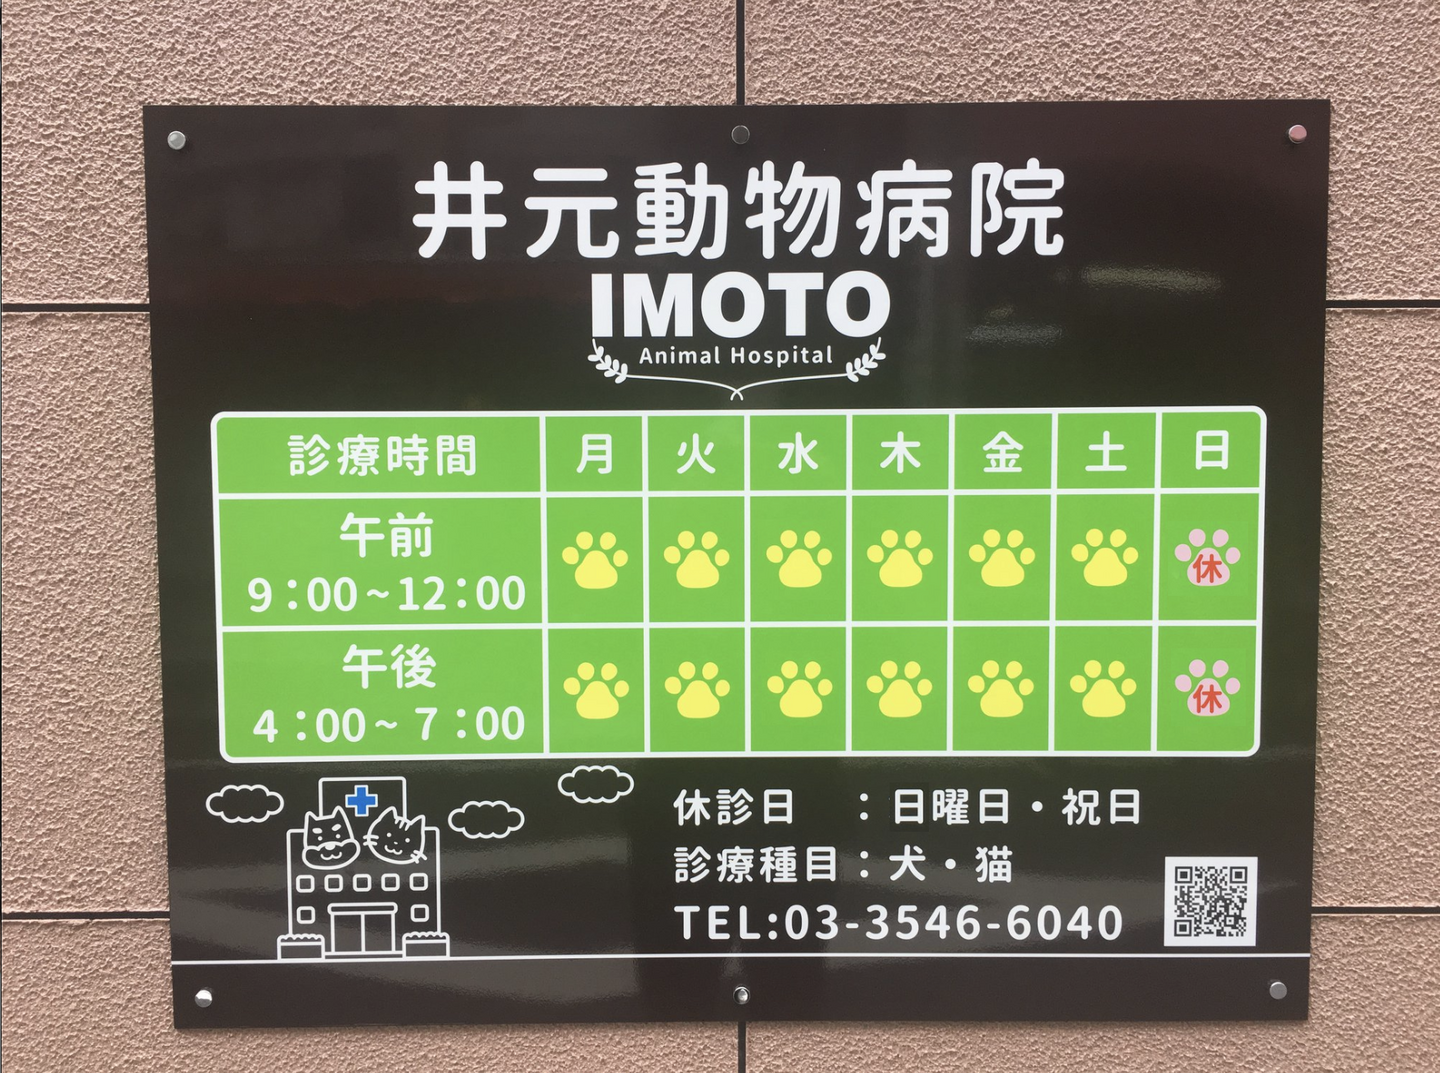 井元動物病院
IMOTO
Animal Hospital
診療時間 月 火 水 木 金 土 日
午前
9:00~12:00 休
午後
4:00~7:00 休
休診日 :日曜日・祝日
診療種目:犬・猫
TEL:03-3546-6040